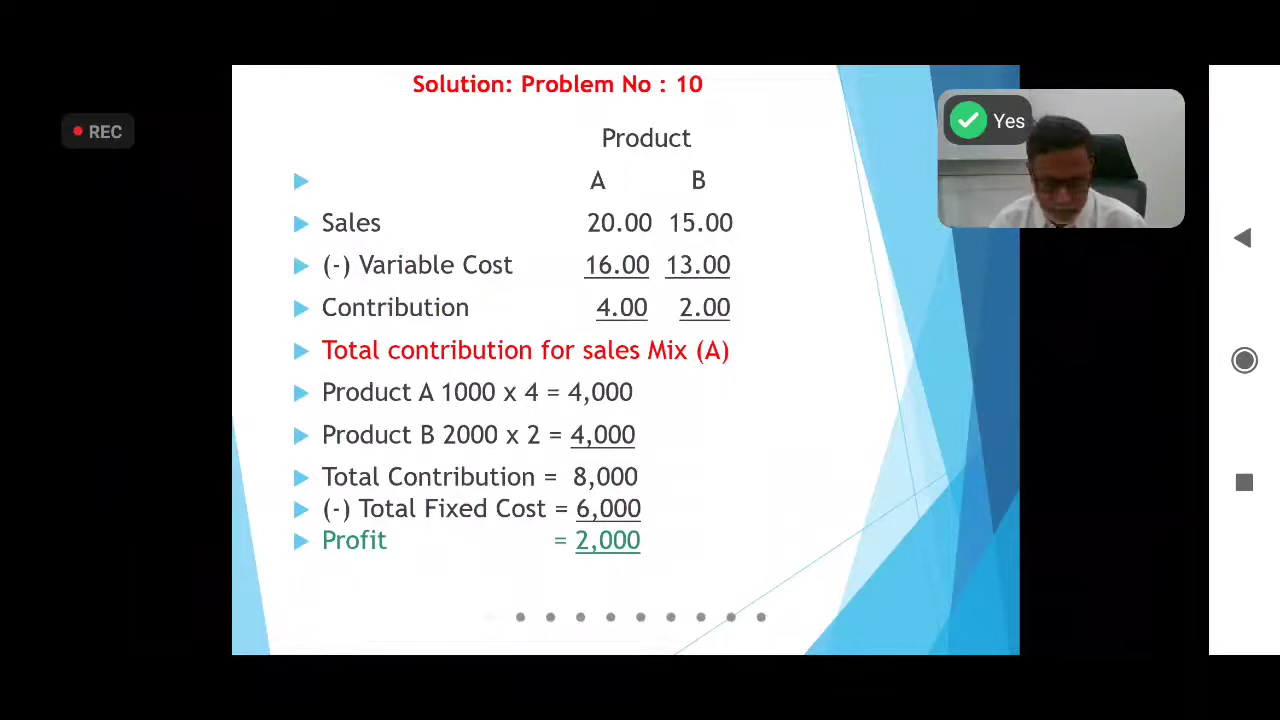 Solution: Problem No : 10
REC
Yes
Product
A B
Sales 20.00 15.00
(-) Variable Cost 16.00 13.00
Contribution 4.00 2.00
Total contribution for sales Mix (A)
Product A 1000 x 4 = 4,000
Product B 2000 x 2 = 4,000
Total Contribution = 8,000
(-) Total Fixed Cost = 6,000
Profit = 2,000